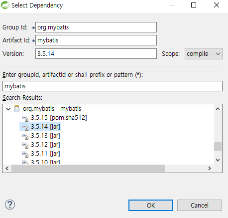 Select Dependency
Group Id: * org.mybatis
Artifact Id: * mybatis
Version: 3.5.14 Scope: compile
Enter groupId, artifactId or sha1 prefix or pattern (*):
mybatis
Search Results:
org.mybatis mybatis
3.5.15 [pom.sha512]
3.5.14 [jar]
3.5.13 [jar]
3.5.12 [jar]
3.5.11 [jar]
3.5.10 [jar]
OK Cancel